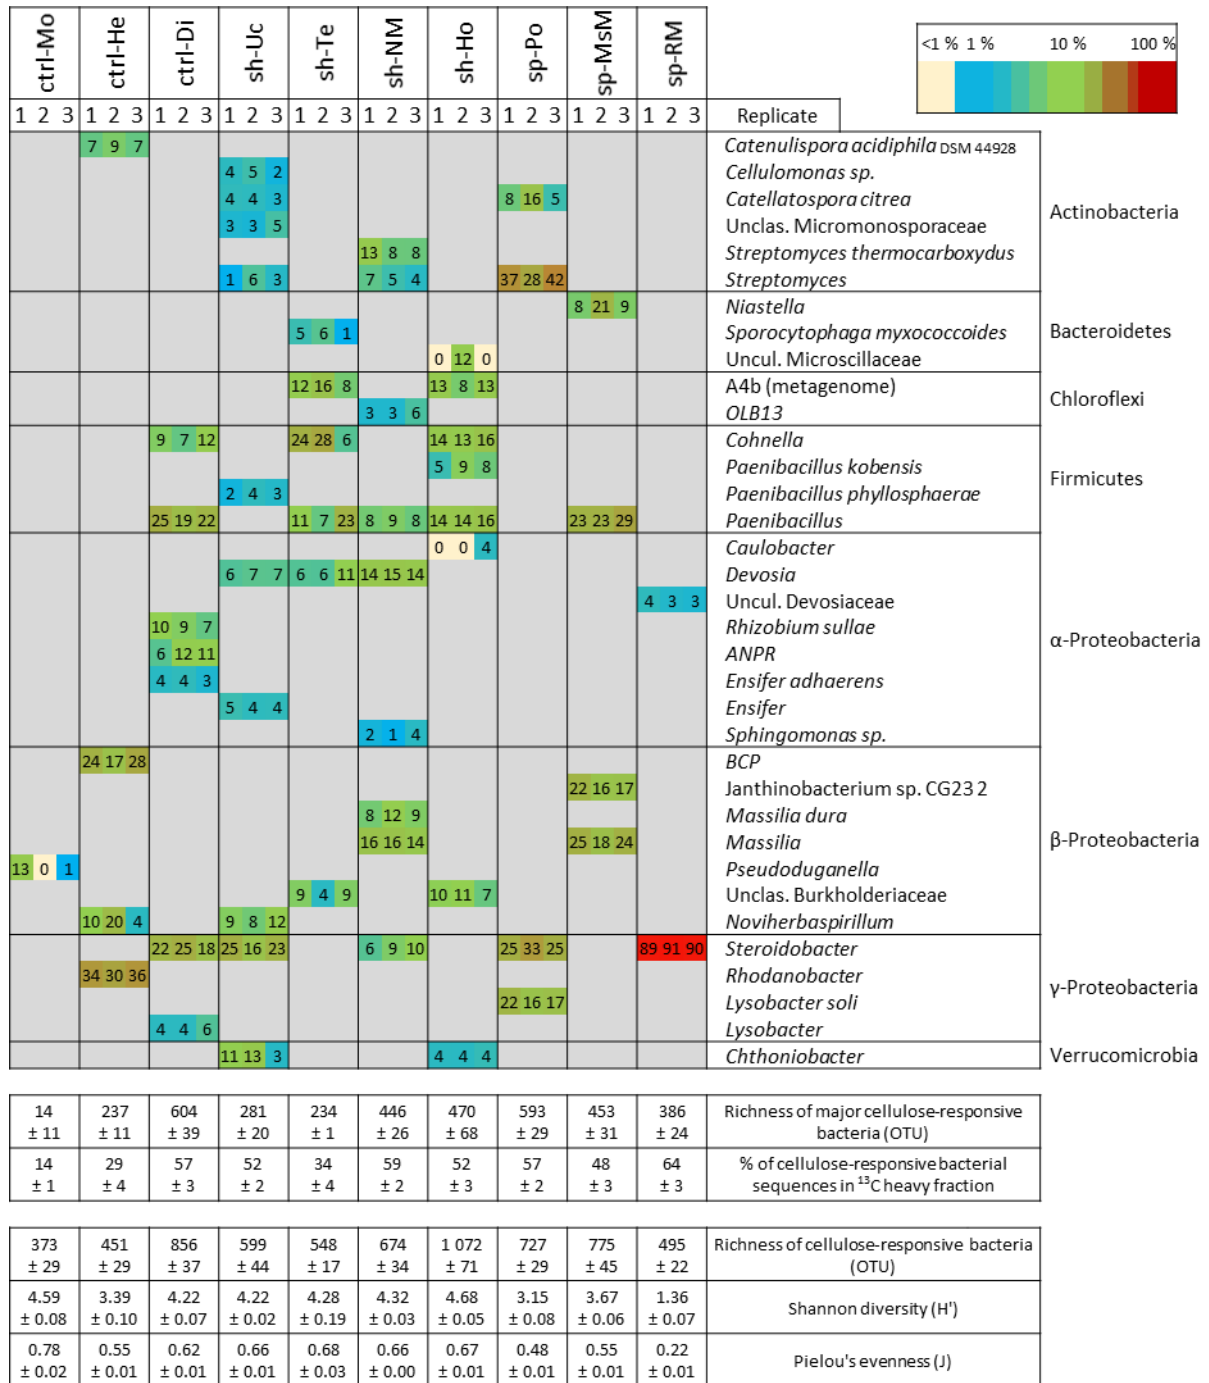 ctrl-Mo ctrl-He ctrl-Di sh-Uc sh-Te sh-NM sh-Ho sp-Po sp-MsM sp-RM
<1 % 1 % 10 % 100 %
1 2 3 1 2 3 1 2 3 1 2 3 1 2 3 1 2 3 1 2 3 1 2 3 1 2 3 1 2 3 Replicate
7 9 7 Catenulispora acidiphila DSM 44928
4 5 2 Cellulomonas sp.
4 4 3 8 16 5 Catellatospora citrea
Actinobacteria
3 3 5 Unclas. Micromonosporaceae
13 8 8 Streptomyces thermocarboxydus
1 6 3 7 5 4 37 28 42 Streptomyces
8 21 9 Niastella
5 6 1 Sporocytophaga myxococcoides Bacteroidetes
0 12 0 Uncul. Microscillaceae
12 16 8 13 8 13 A4b (metagenome)
Chloroflexi
3 3 6 OLB13
9 7 12 24 28 6 14 13 16 Cohnella
5 9 8 Paenibacillus kobensis
Firmicutes
2 4 3 Paenibacillus phyllosphaerae
25 19 22 11 7 23 8 9 8 14 14 16 23 23 29 Paenibacillus
0 0 4 Caulobacter
6 7 7 6 6 11 14 15 14 Devosia
4 3 3 Uncul. Devosiaceae
10 9 7 Rhizobium sullae
α-Proteobacteria
6 12 11 ANPR
4 4 3 Ensifer adhaerens
5 4 4 Ensifer
2 1 4 Sphingomonas sp.
24 17 28 BCP
22 16 17 Janthinobacterium sp. CG23 2
8 12 9 Massilia dura
16 16 14 25 18 24 Massilia β-Proteobacteria
13 0 1 Pseudoduganella
9 4 9 10 11 7 Unclas. Burkholderiaceae
10 20 4 9 8 12 Noviherbaspirillum
22 25 18 25 16 23 6 9 10 25 33 25 89 91 90 Steroidobacter
34 30 36 Rhodanobacter
γ-Proteobacteria
22 16 17 Lysobacter soli
4 4 6 Lysobacter
11 13 3 4 4 4 Chthoniobacter Verrucomicrobia
14 237 604 281 234 446 470 593 453 386 Richness of major cellulose-responsive
± 11 ± 11 ± 39 ± 20 ± 1 ± 26 ± 68 ± 29 ± 31 ± 24 bacteria (OTU)
14 29 57 52 34 59 52 57 48 64 % of cellulose-responsive bacterial
± 1 ± 4 ± 3 ± 2 ± 4 ± 2 ± 3 ± 2 ± 3 ± 3 sequences in ¹³C heavy fraction
373 451 856 599 548 674 1 072 727 775 495 Richness of cellulose-responsive bacteria
± 29 ± 29 ± 37 ± 44 ± 17 ± 34 ± 71 ± 29 ± 45 ± 22 (OTU)
4.59 3.39 4.22 4.22 4.28 4.32 4.68 3.15 3.67 1.36 Shannon diversity (H')
± 0.08 ± 0.10 ± 0.07 ± 0.02 ± 0.19 ± 0.03 ± 0.05 ± 0.08 ± 0.06 ± 0.07
0.78 0.55 0.62 0.66 0.68 0.66 0.67 0.48 0.55 0.22 Pielou's evenness (J)
± 0.02 ± 0.01 ± 0.01 ± 0.01 ± 0.03 ± 0.00 ± 0.01 ± 0.01 ± 0.01 ± 0.01